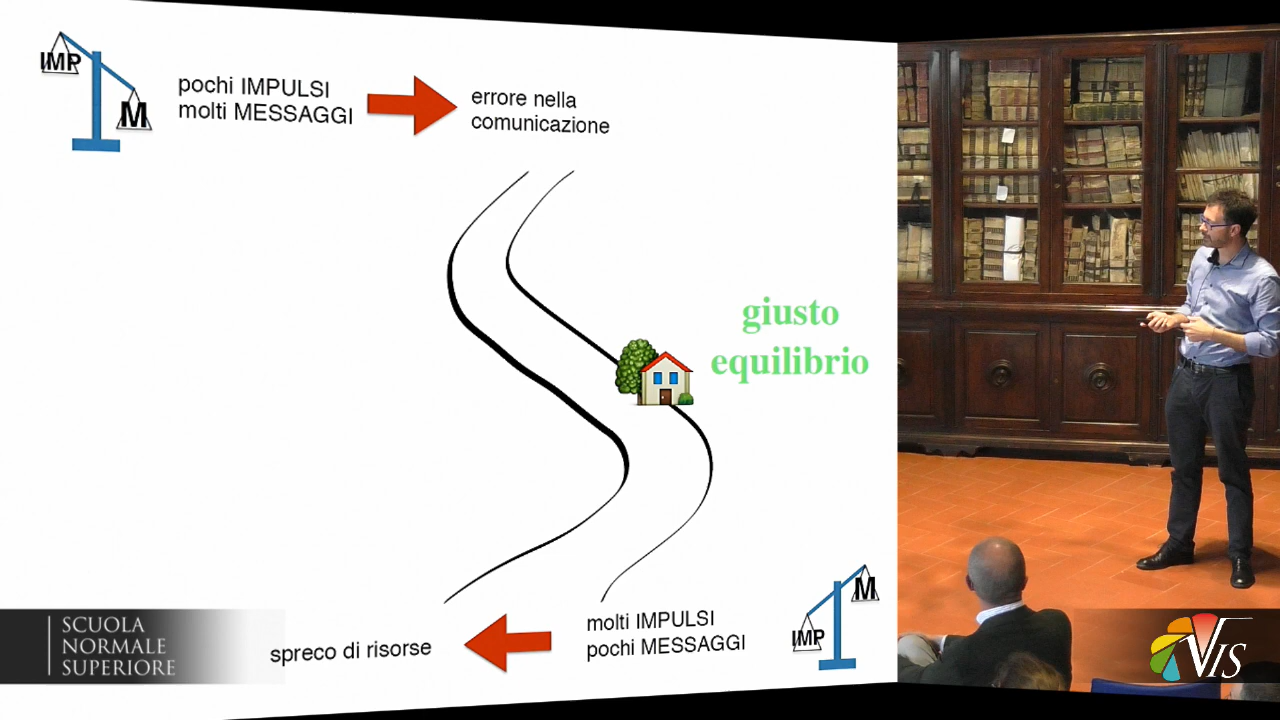 IMP
M
pochi IMPULSI
molti MESSAGGI
errore nella
comunicazione
giusto
equilibrio
spreco di risorse
molti IMPULSI
pochi MESSAGGI
IMP
M
SCUOLA
NORMALE
SUPERIORE
VIS